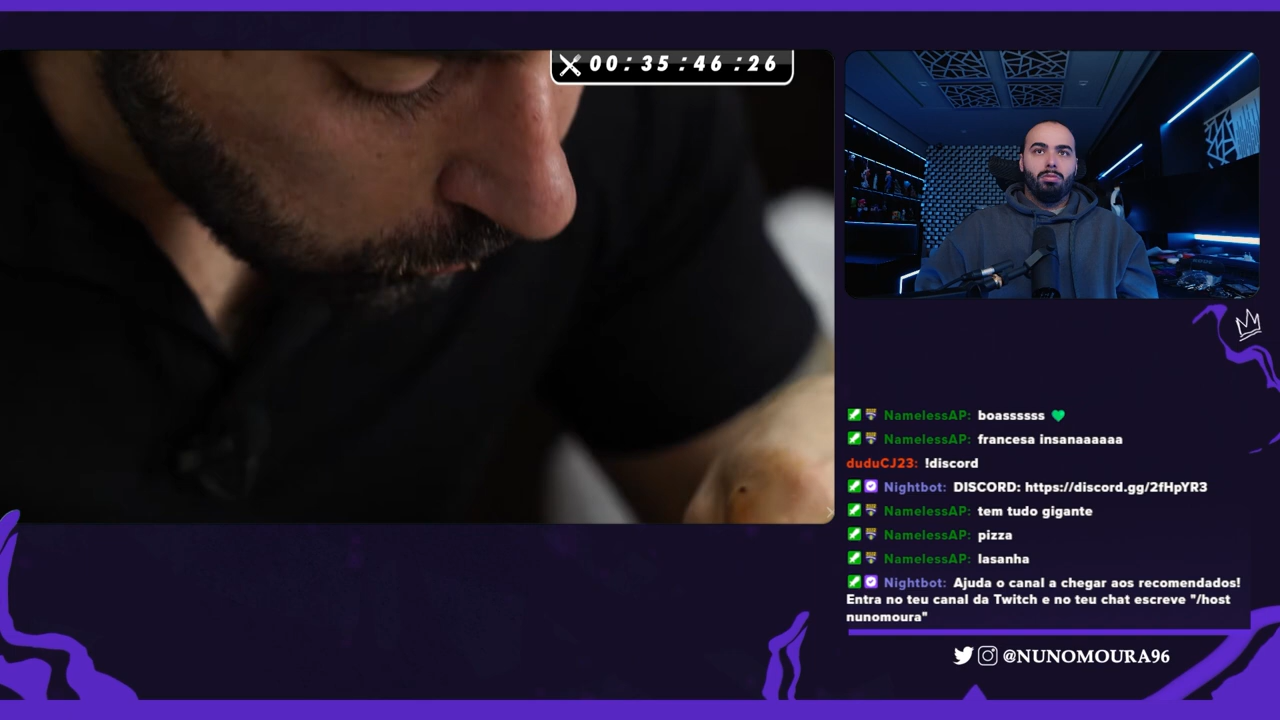 00:35:46:26
NamelessAP: boassssss
NamelessAP: francesa insanaaaaaa
duduCJ23: !discord
Nightbot: DISCORD: https://discord.gg/2fHpYR3
NamelessAP: tem tudo gigante
NamelessAP: pizza
NamelessAP: lasanha
Nightbot: Ajuda o canal a chegar aos recomendados!
Entra no teu canal da Twitch e no teu chat escreve "/host
nunomoura"
@NUNOMOURA96